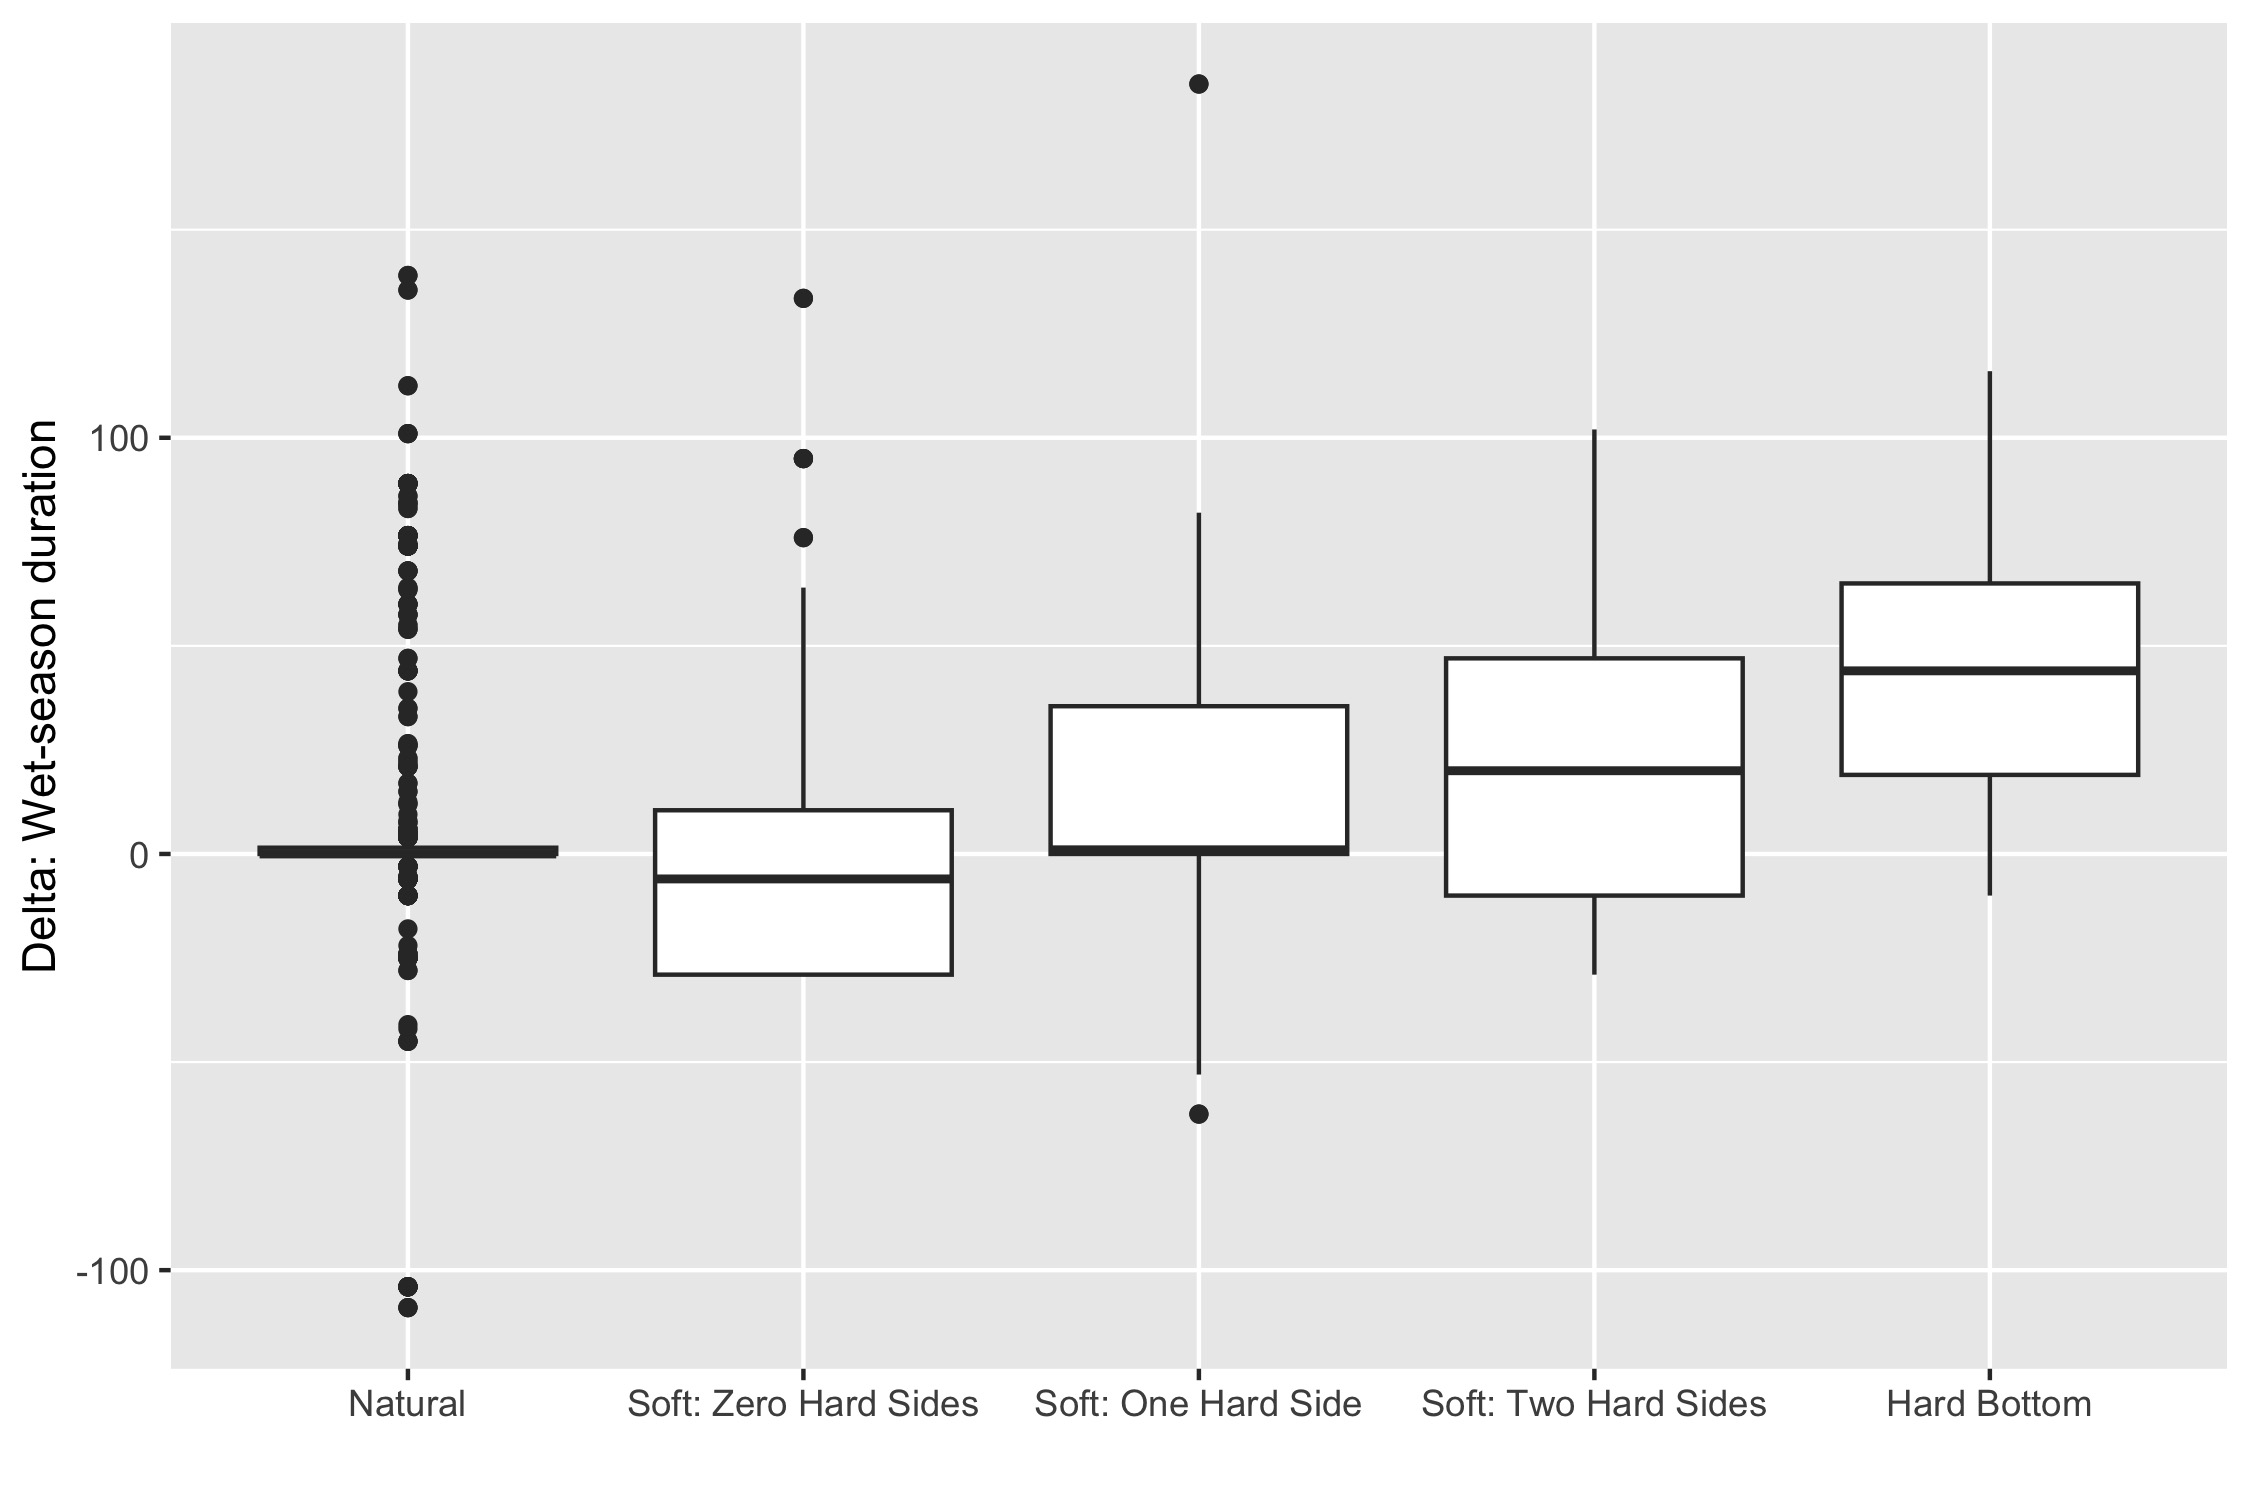 Delta: Wet-season duration
100
0
-100
Natural
Soft: Zero Hard Sides
Soft: One Hard Side
Soft: Two Hard Sides
Hard Bottom